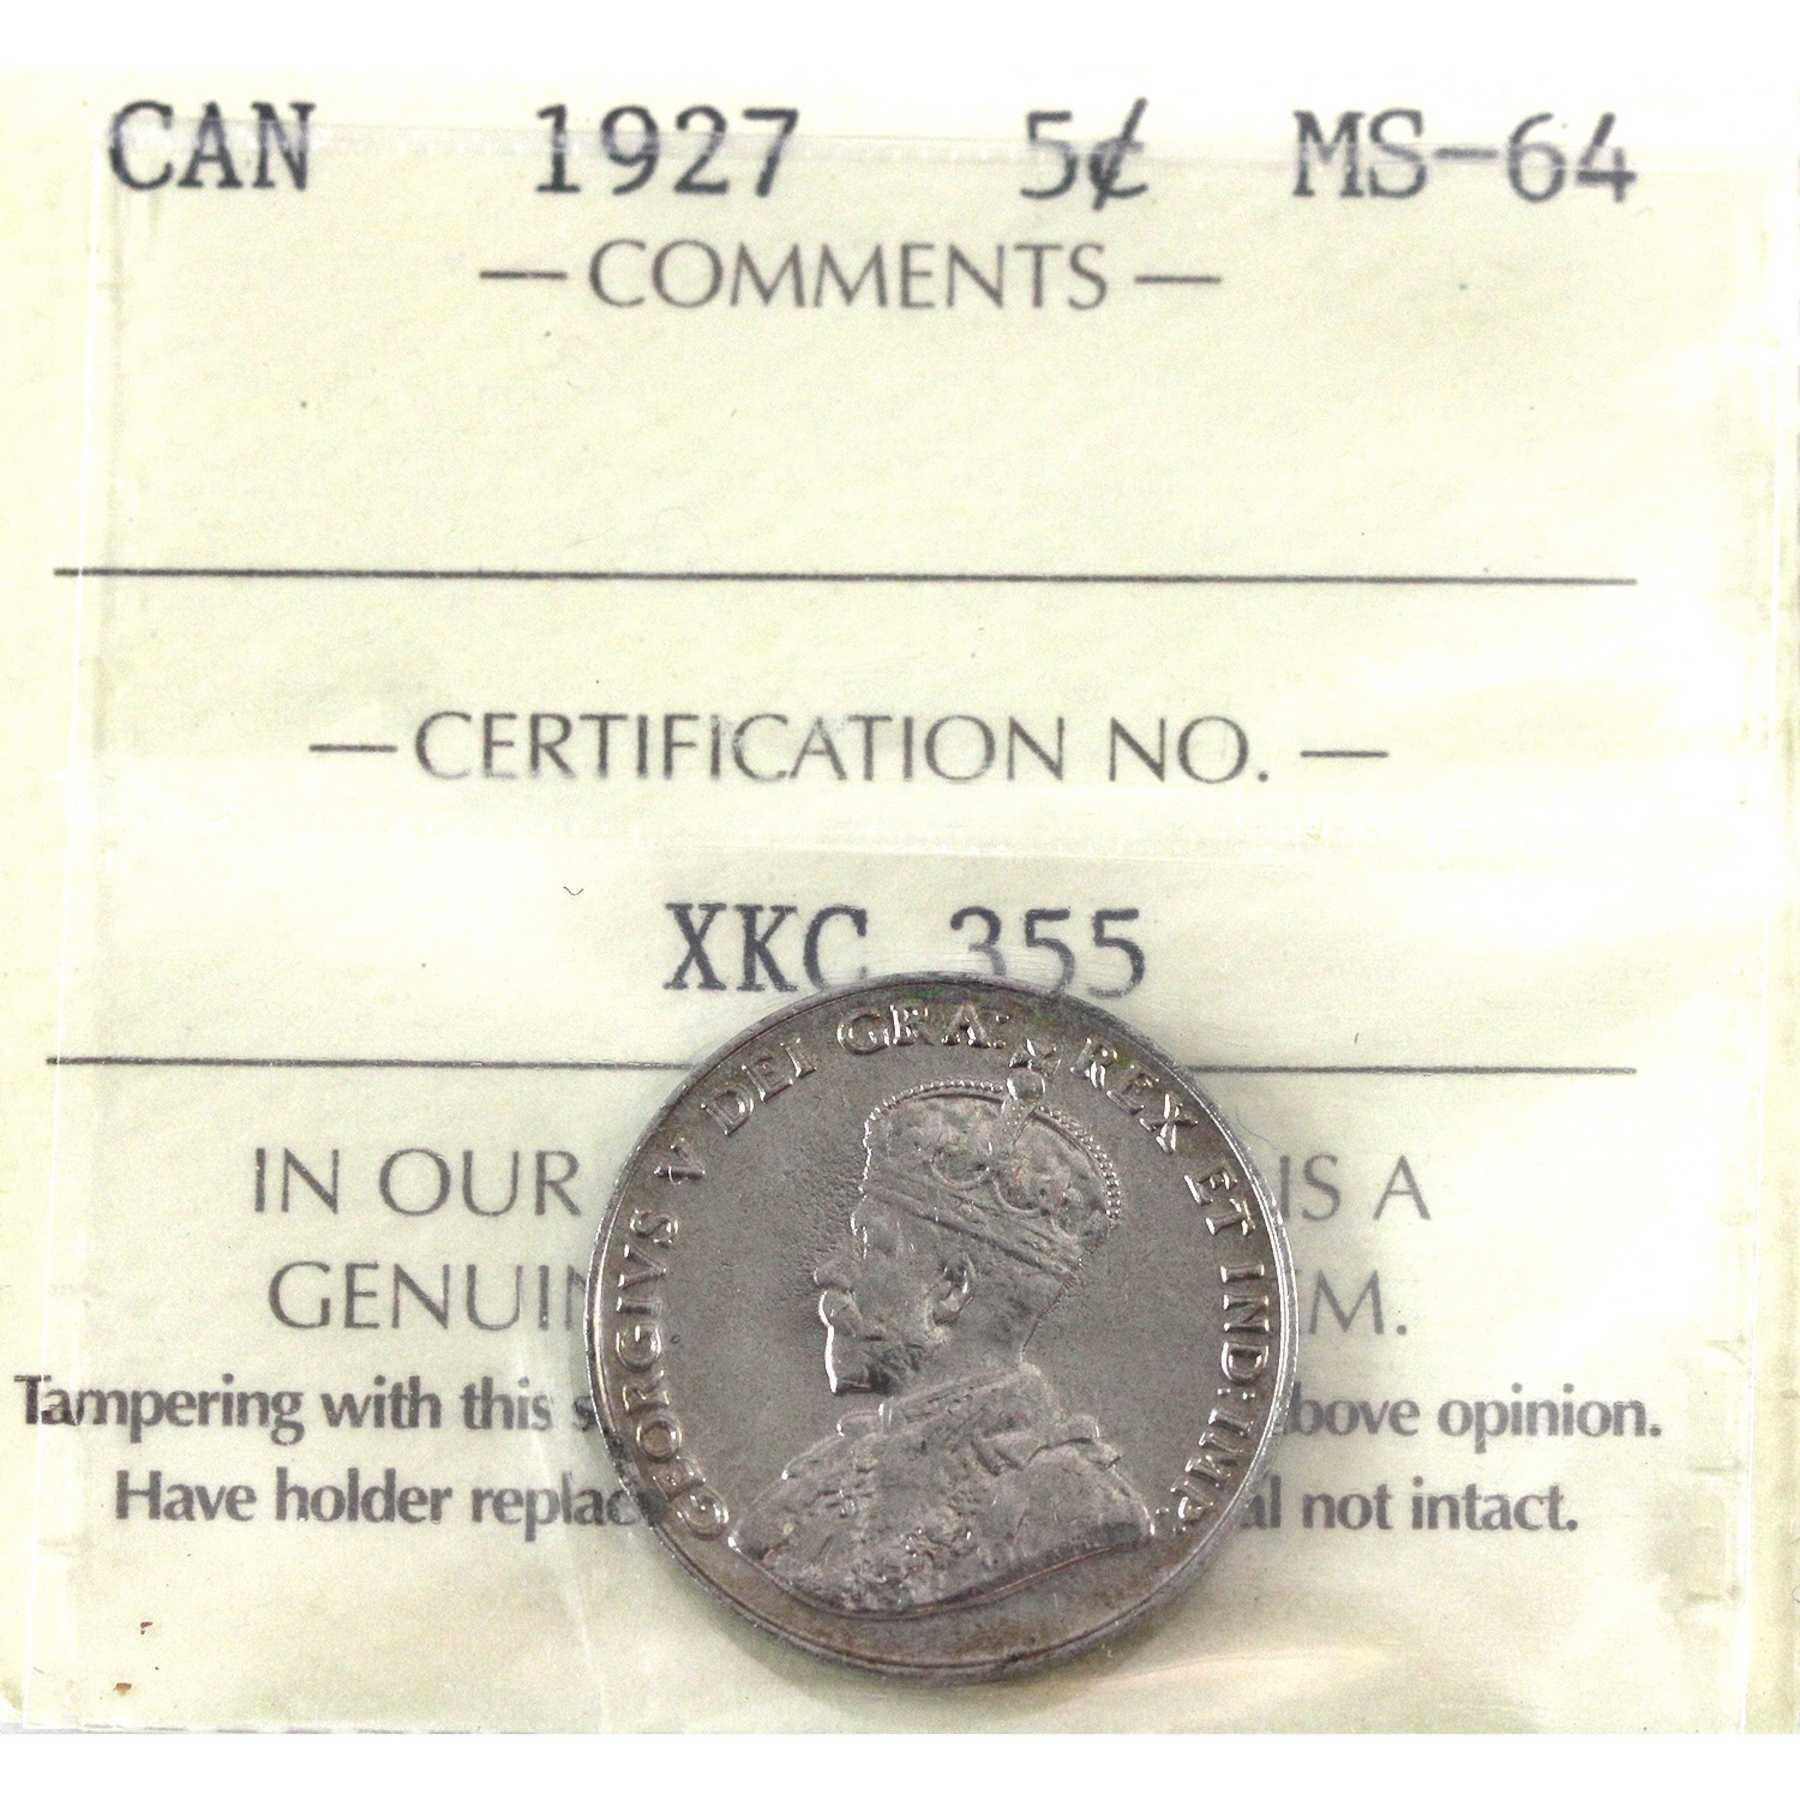 CAN 1927 5¢ MS-64
—COMMENTS—
—CERTIFICATION NO.—
XKC 355
GEORGIVS V DEI GRA: REX ET IND: IMP:
IN OUR IS A
GENUIN M.
Tampering with this s bove opinion.
Have holder replac al not intact.